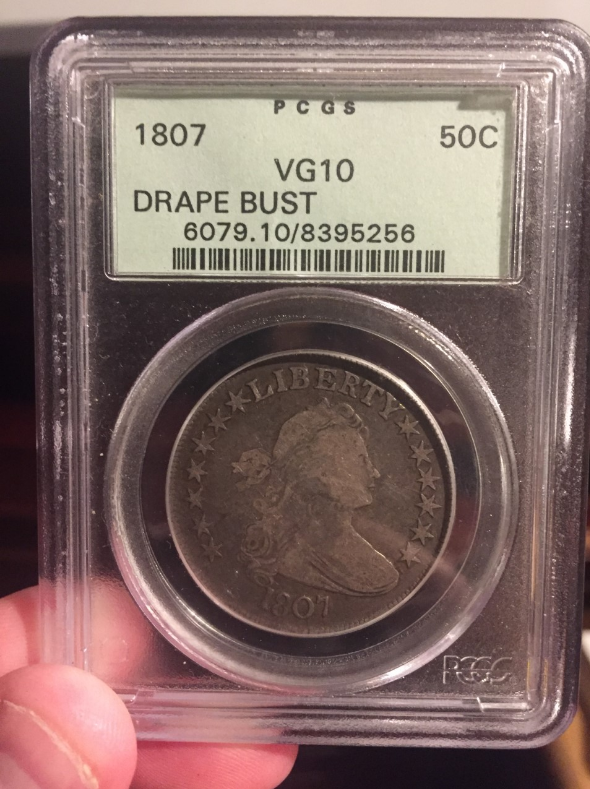 PCGS
1807 50C
VG10
DRAPE BUST
6079.10/8395256
LIBERTY
1807
PCGS